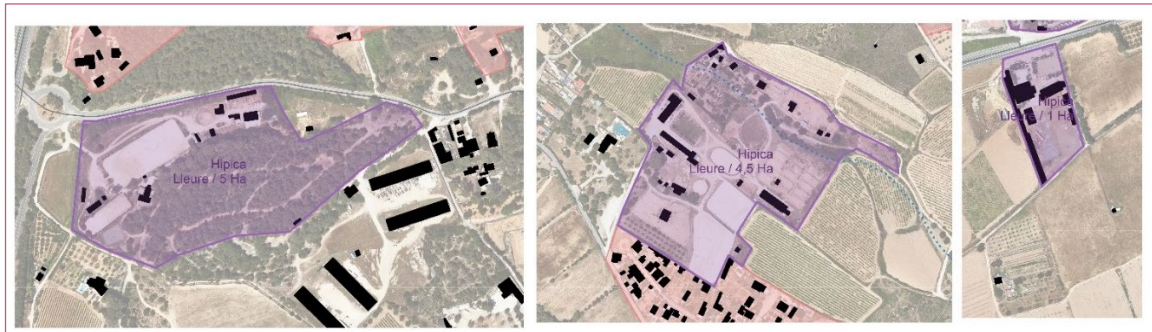 Hípica
Lleure / 5 Ha
Hípica
Lleure / 4,5 Ha
Hípica
Lleure / 1 Ha